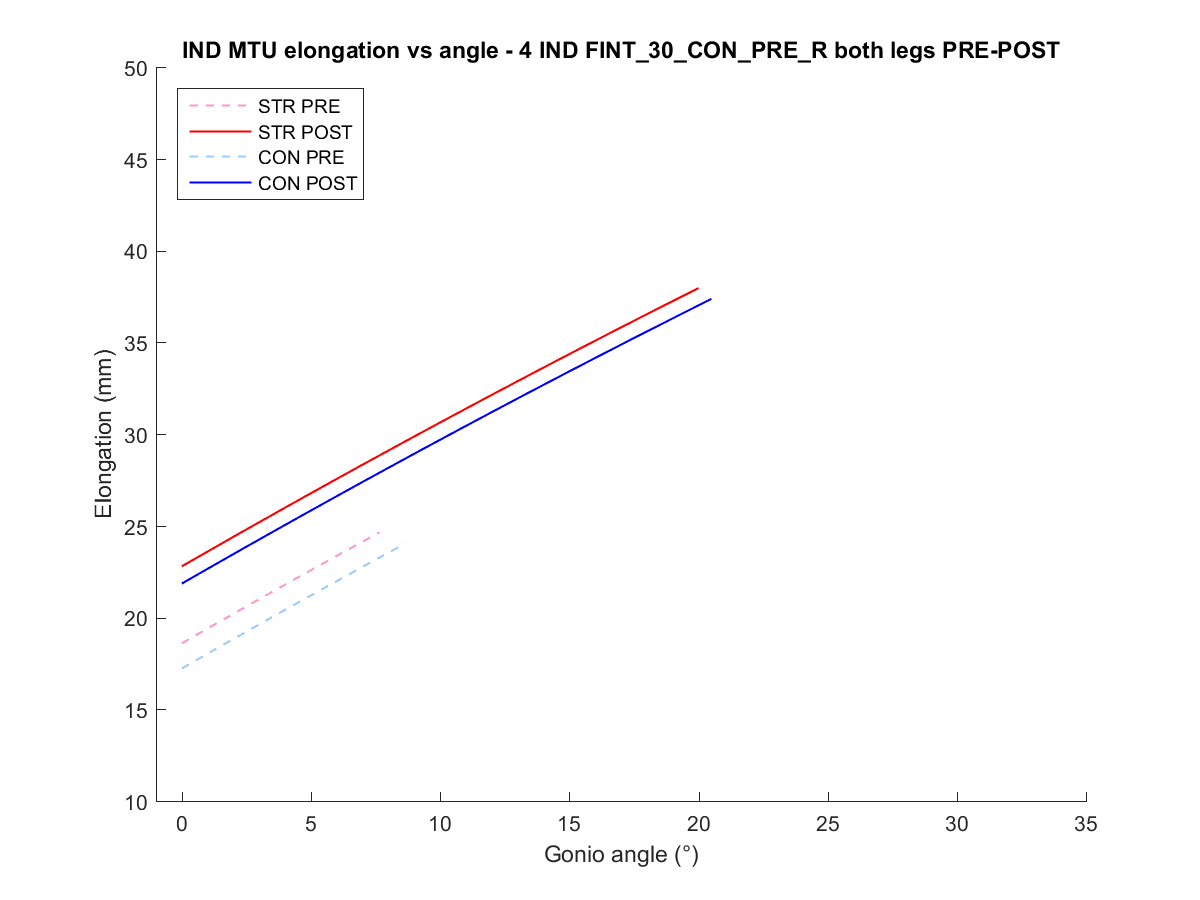 IND MTU elongation vs angle - 4 IND FINT_30_CON_PRE_R both legs PRE-POST
STR PRE
STR POST
CON PRE
CON POST
50
45
40
35
30
25
20
15
10
Elongation (mm)
0 5 10 15 20 25 30 35
Gonio angle (°)